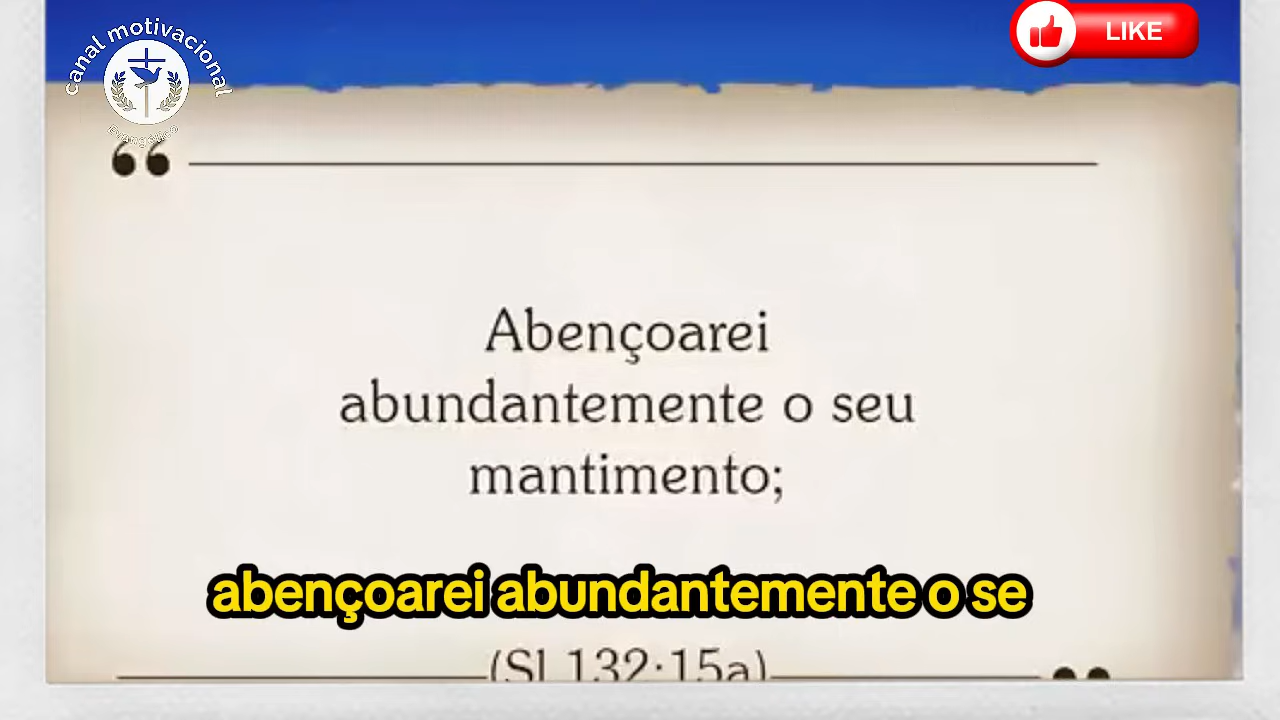 canal motivacional
LIKE
“
Abençoarei
abundantemente o seu
mantimento;
abençoarei abundantemente o se
(Sl 132:15a)
”